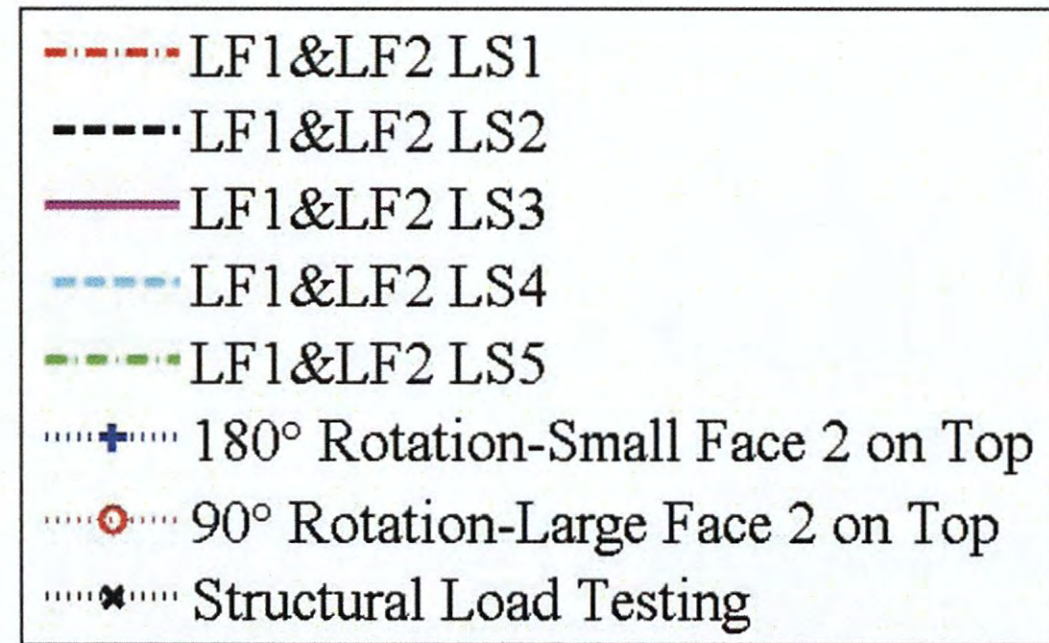 LF1&LF2 LS1
LF1&LF2 LS2
LF1&LF2 LS3
LF1&LF2 LS4
LF1&LF2 LS5
180° Rotation-Small Face 2 on Top
90° Rotation-Large Face 2 on Top
Structural Load Testing